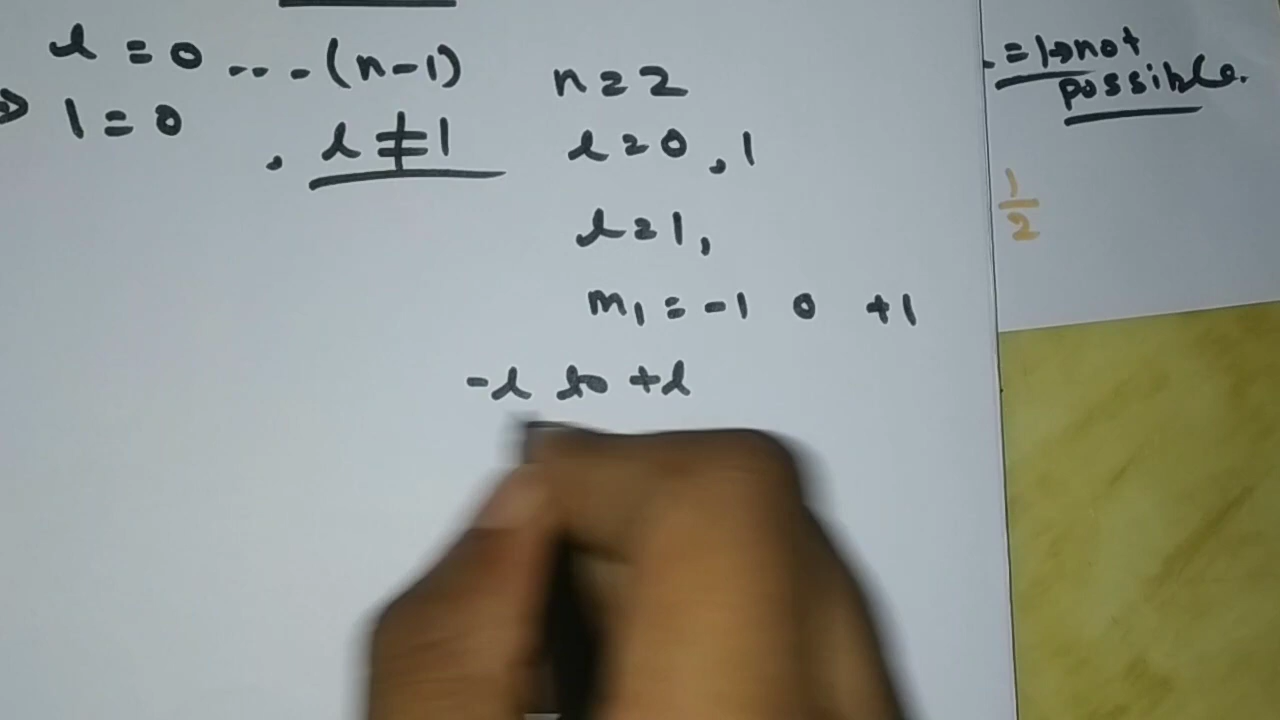 l = 0 ... (n-1)
⇒ l = 0 , l ≠ 1
n = 2
l = 0, 1
l = 1,
m₁ = -1 0 +1
-l to +l
= 1 → not
possible.
1/2